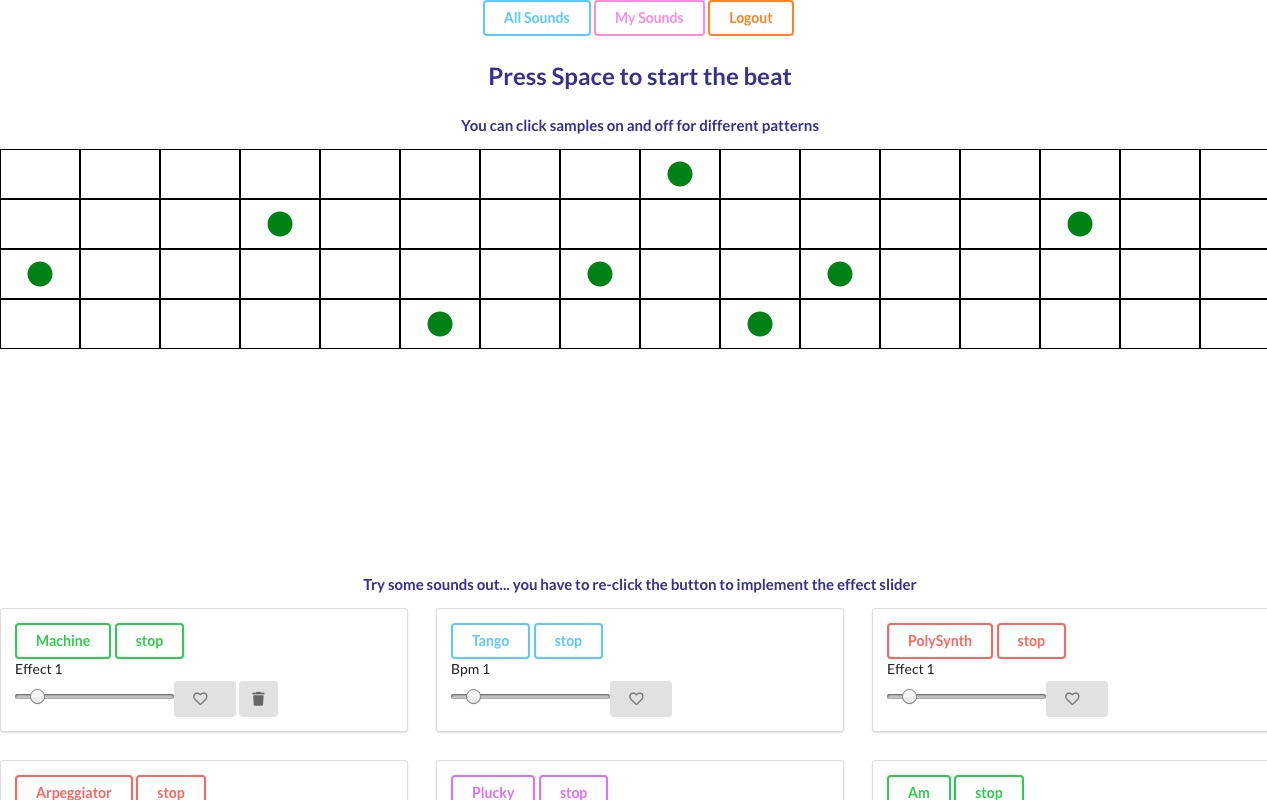 All Sounds My Sounds Logout
Press Space to start the beat
You can click samples on and off for different patterns
Try some sounds out... you have to re-click the button to implement the effect slider
Machine stop Tango stop PolySynth stop
Effect 1 Bpm 1 Effect 1
Arpeggiator stop Plucky stop Am stop